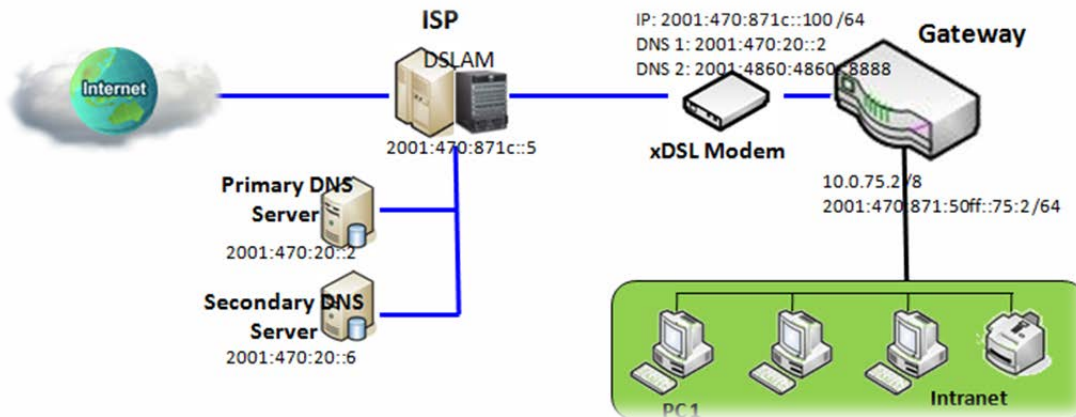 ISP
DSLAM
Internet
2001:470:871c::5
IP: 2001:470:871c::100 /64
DNS 1: 2001:470:20::2
DNS 2: 2001:4860:4860::8888
Gateway
xDSL Modem
10.0.75.2 /8
2001:470:871:50ff::75:2/64
Primary DNS
Server
2001:470:20::2
Secondary DNS
Server
2001:470:20::6
PC1
Intranet